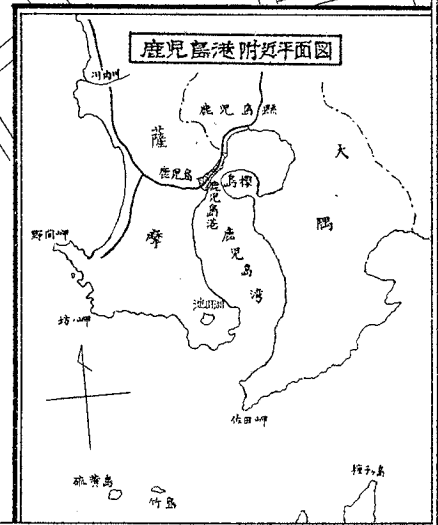 鹿児島港附近平面図
川内川
鹿児島縣
薩摩
大隅
鹿児島
桜島
鹿児島港
鹿児島湾
野間岬
池田湖
坊ノ岬
佐田岬
硫黄島
竹島
種子ヶ島